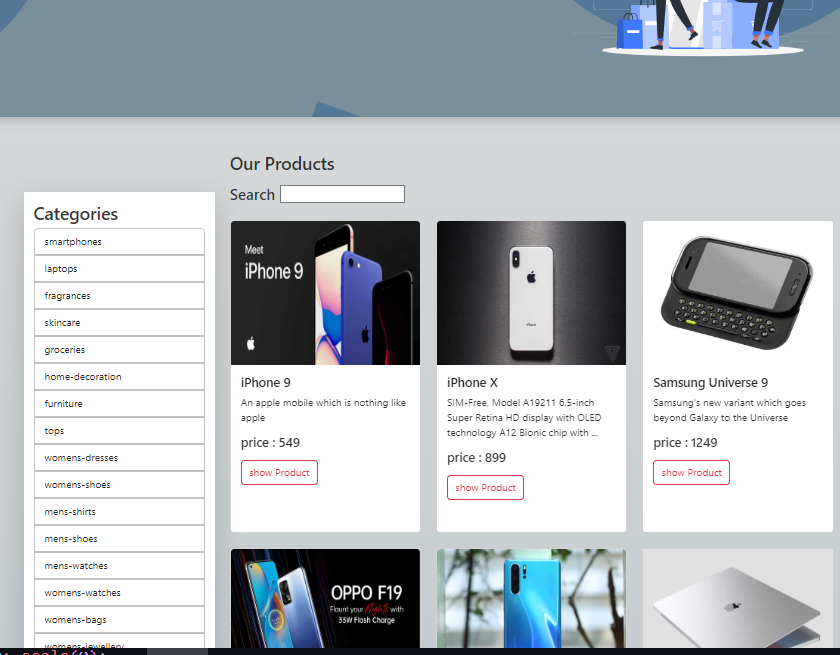 Our Products
Search
Categories
smartphones
laptops
fragrances
skincare
groceries
home-decoration
furniture
tops
womens-dresses
womens-shoes
mens-shirts
mens-shoes
mens-watches
womens-watches
womens-bags
womens-jewellery
Meet
iPhone 9
iPhone 9
An apple mobile which is nothing like
apple
price : 549
show Product
iPhone
iPhone X
SIM-Free, Model A19211 6.5-inch
Super Retina HD display with OLED
technology A12 Bionic chip with ...
price : 899
show Product
Samsung Universe 9
Samsung's new variant which goes
beyond Galaxy to the Universe
price : 1249
show Product
OPPO F19
Flaunt your Nights with
33W Flash Charge